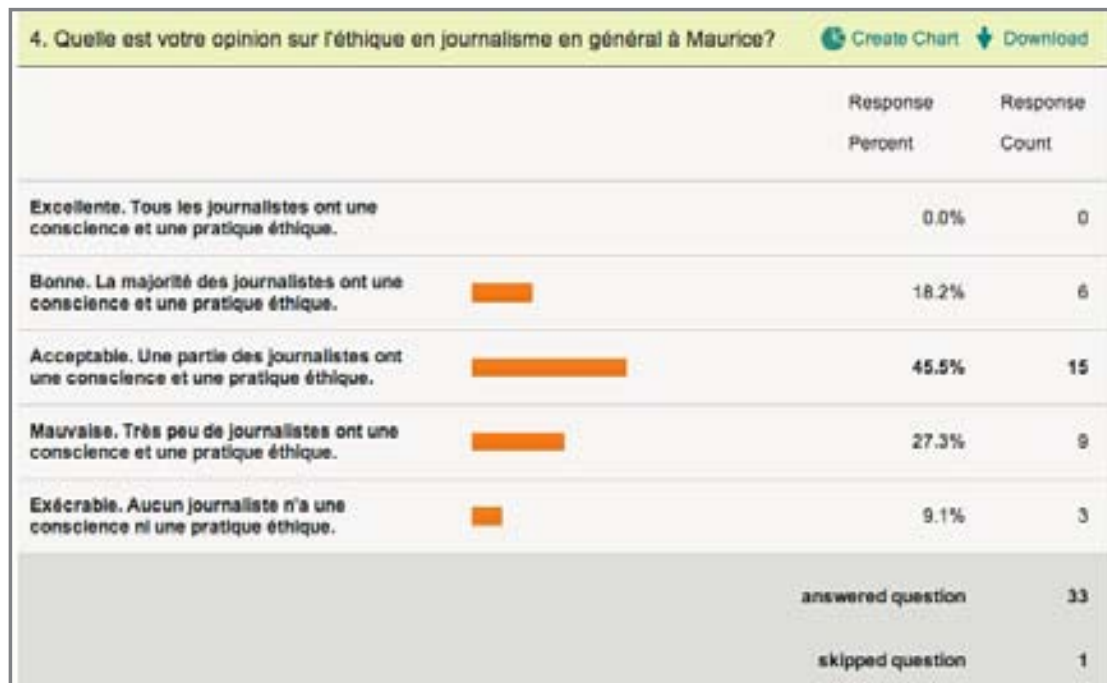 4. Quelle est votre opinion sur l'éthique en journalisme en général à Maurice? Create Chart Download
Response Response
Percent Count
Excellente. Tous les journalistes ont une
conscience et une pratique éthique. 0.0% 0
Bonne. La majorité des journalistes ont une
conscience et une pratique éthique. 18.2% 6
Acceptable. Une partie des journalistes ont
une conscience et une pratique éthique. 45.5% 15
Mauvaise. Très peu de journalistes ont une
conscience et une pratique éthique. 27.3% 9
Exécrable. Aucun journaliste n'a une
conscience ni une pratique éthique. 9.1% 3
answered question 33
skipped question 1